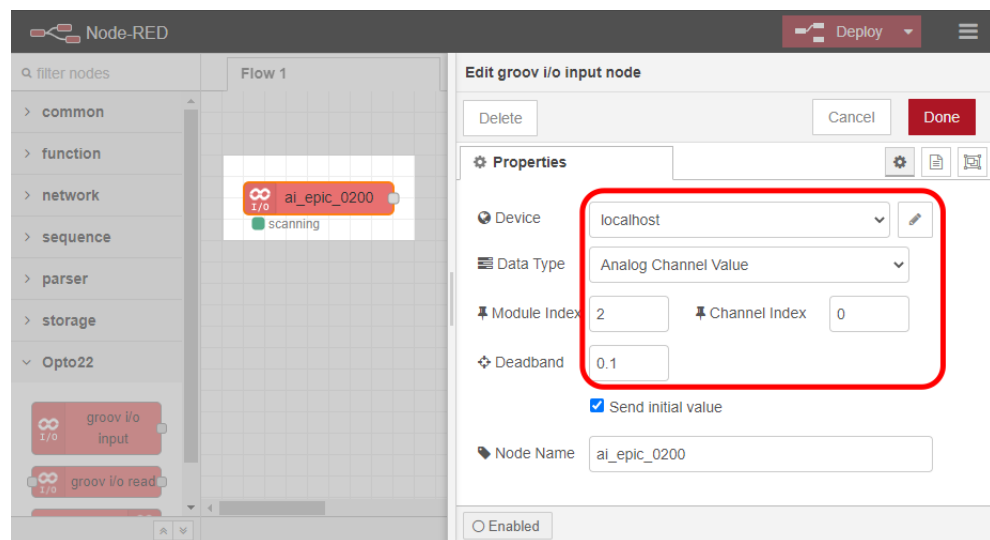 Node-RED
Deploy
filter nodes
Flow 1
Edit groov i/o input node
common
Delete
Cancel
Done
function
Properties
network
I/O
ai_epic_0200
Device
localhost
scanning
sequence
Data Type
Analog Channel Value
parser
Module Index
2
Channel Index
0
storage
Opto22
Deadband
0.1
Send initial value
groov i/o
input
I/O
Node Name
ai_epic_0200
groov i/o read
I/O
Enabled